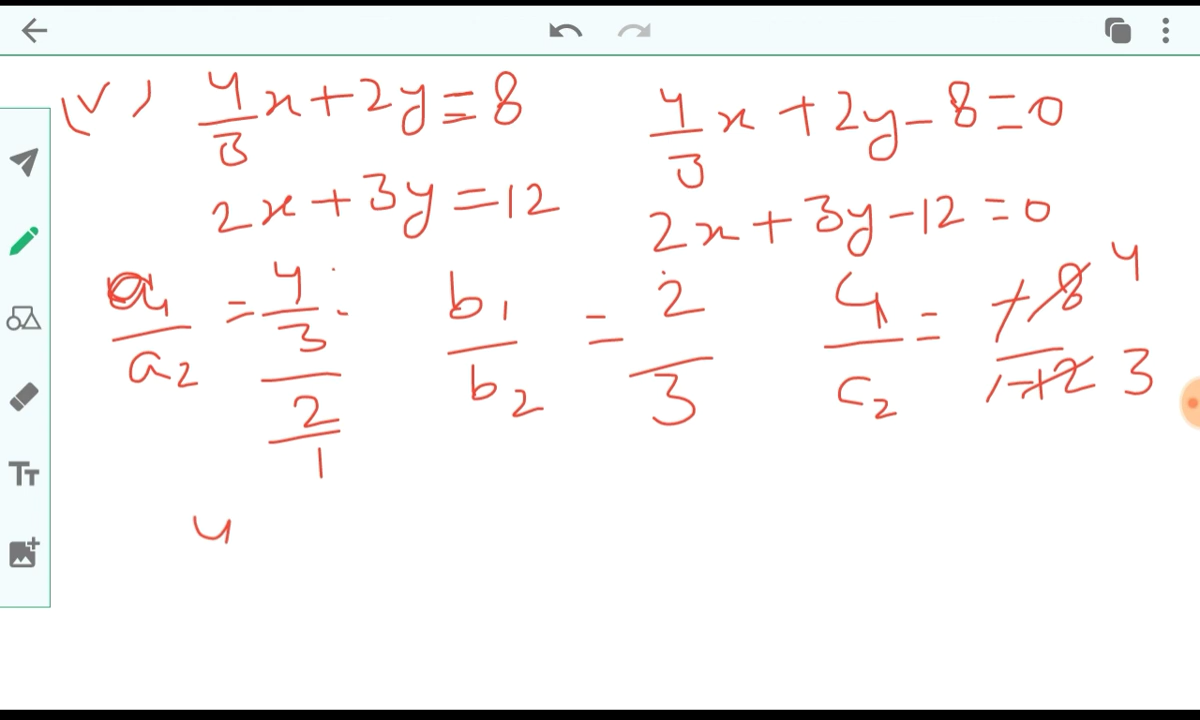 (v) 4/3 x + 2y = 8
4/3 x + 2y - 8 = 0
2x + 3y = 12
2x + 3y - 12 = 0
a1/a2 = 4/3 / 2/1
b1/b2 = 2/3
c1/c2 = -8 4 / -12 3
4
TT